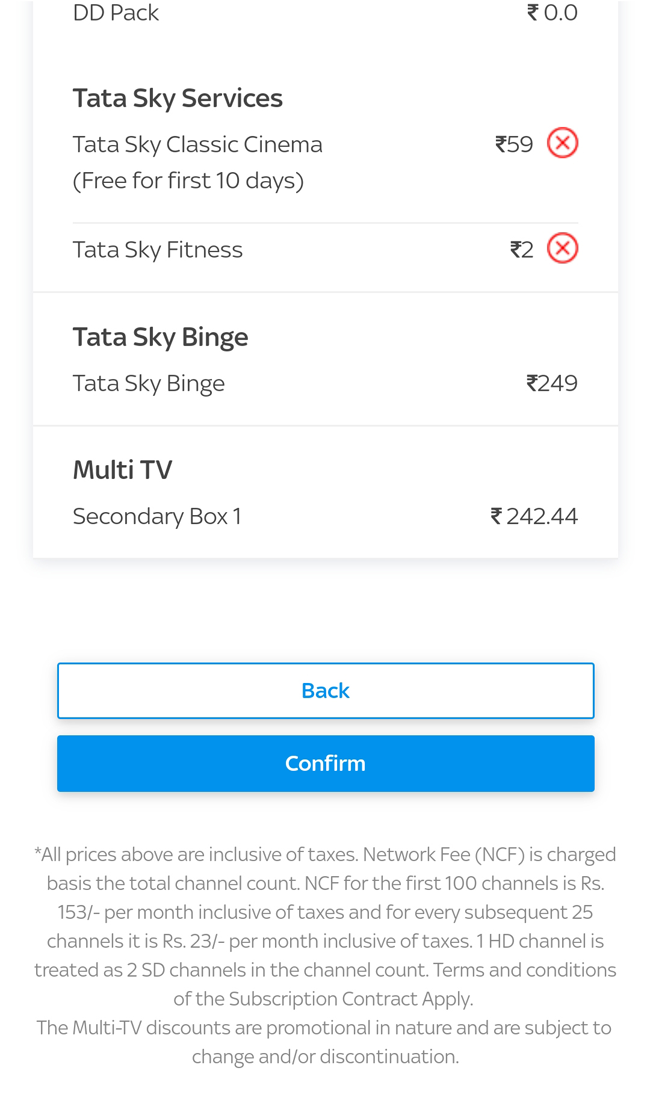 DD Pack ₹ 0.0
Tata Sky Services
Tata Sky Classic Cinema ₹59
(Free for first 10 days)
Tata Sky Fitness ₹2
Tata Sky Binge
Tata Sky Binge ₹249
Multi TV
Secondary Box 1 ₹ 242.44
Back
Confirm
*All prices above are inclusive of taxes. Network Fee (NCF) is charged
basis the total channel count. NCF for the first 100 channels is Rs.
153/- per month inclusive of taxes and for every subsequent 25
channels it is Rs. 23/- per month inclusive of taxes. 1 HD channel is
treated as 2 SD channels in the channel count. Terms and conditions
of the Subscription Contract Apply.
The Multi-TV discounts are promotional in nature and are subject to
change and/or discontinuation.